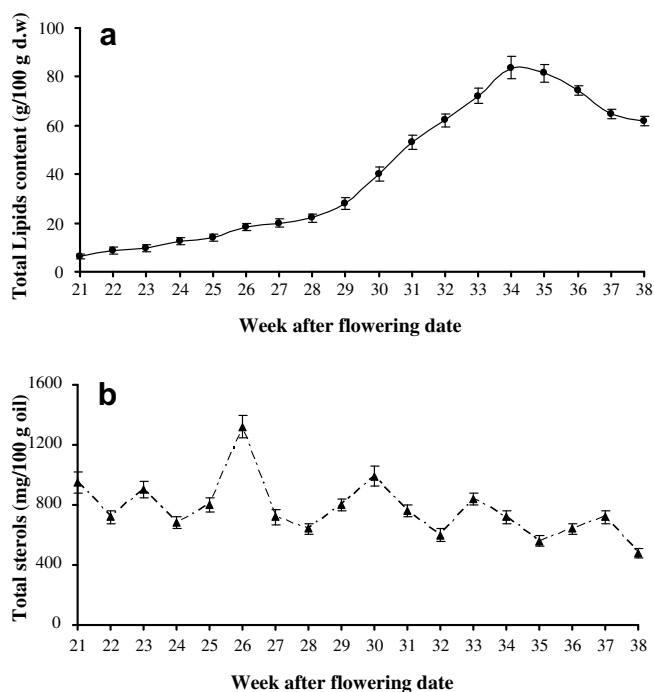 a
Total Lipids content (g/100 g d.w)
100
80
60
40
20
0
21 22 23 24 25 26 27 28 29 30 31 32 33 34 35 36 37 38
Week after flowering date
b
Total sterols (mg/100 g oil)
1600
1200
800
400
0
21 22 23 24 25 26 27 28 29 30 31 32 33 34 35 36 37 38
Week after flowering date